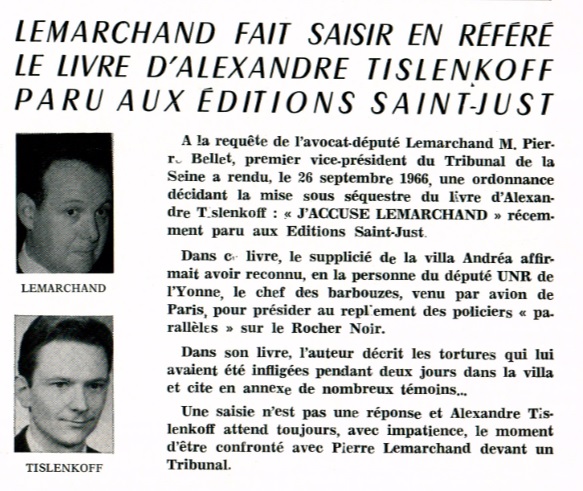 LEMARCHAND FAIT SAISIR EN RÉFÉRÉ
LE LIVRE D'ALEXANDRE TISLENKOFF
PARU AUX ÉDITIONS SAINT-JUST
A la requête de l'avocat-député Lemarchand M. Pier-
r. Bellet, premier vice-président du Tribunal de la
Seine a rendu, le 26 septembre 1966, une ordonnance
décidant la mise sous séquestre du livre d'Alexan-
dre T.slenkoff : « J'ACCUSE LEMARCHAND » récem-
ment paru aux Editions Saint-Just.
Dans c. livre, le supplicié de la villa Andréa affir-
mait avoir reconnu, en la personne du député UNR de
l'Yonne, le chef des barbouzes, venu par avion de
Paris, pour présider au repl'ement des policiers « pa-
rallèles » sur le Rocher Noir.
Dans son livre, l'auteur décrit les tortures qui lui
avaient été infligées pendant deux jours dans la villa
et cite en annexe de nombreux témoins...
Une saisie n'est pas une réponse et Alexandre Tis-
lenkoff attend toujours, avec impatience, le moment
d'être confronté avec Pierre Lemarchand devant un
Tribunal.
LEMARCHAND
TISLENKOFF